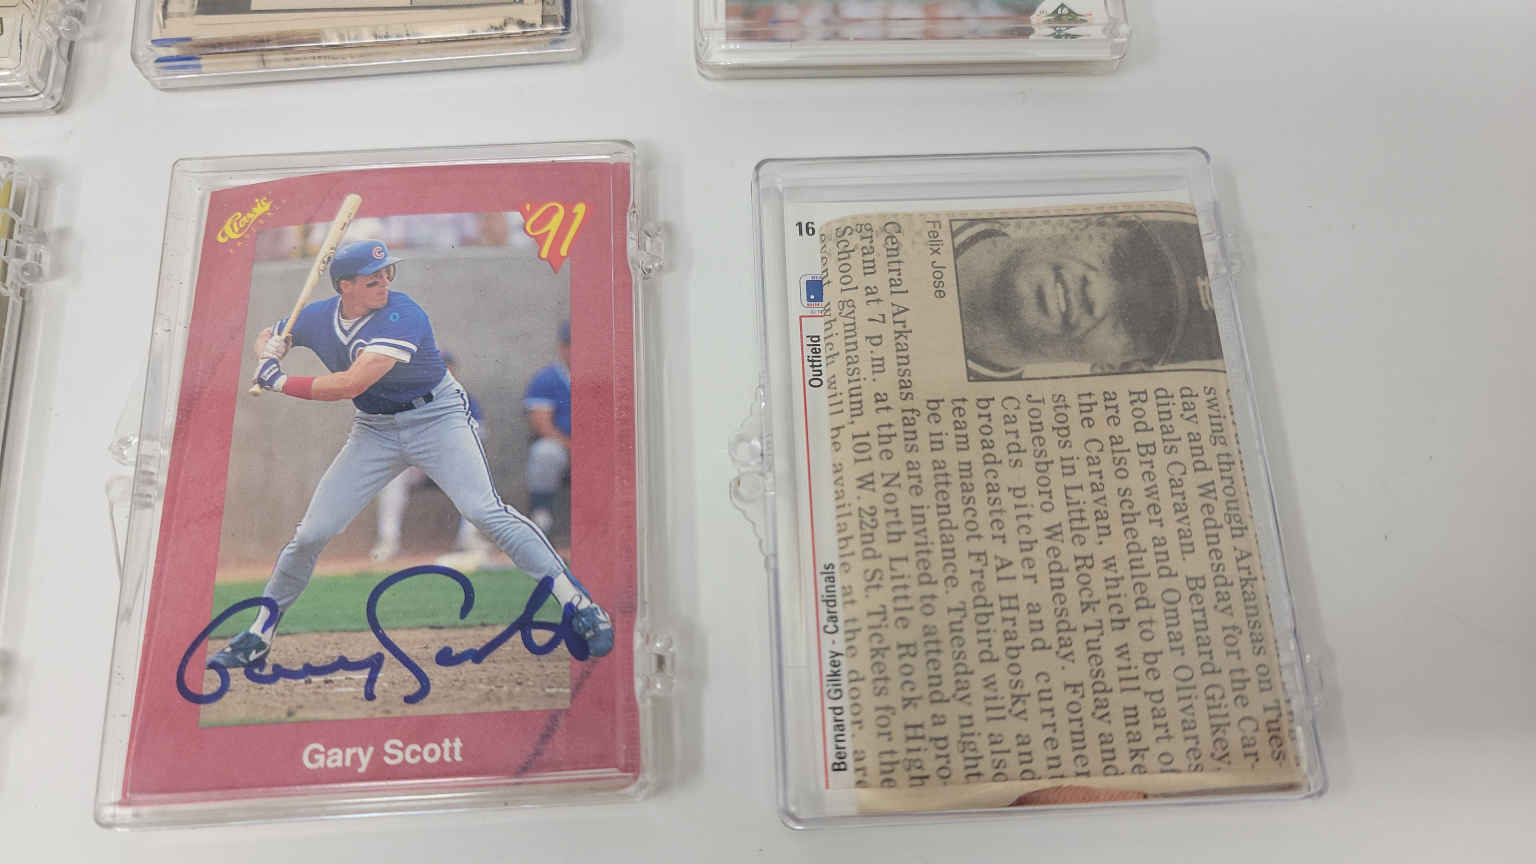 Classic
'91
C
Gary Scott
Gary Scott
16
Outfield
Bernard Gilkey - Cardinals
Felix Jose
swing through Arkansas on Tues-
day and Wednesday for the Car-
dinals Caravan. Bernard Gilkey,
Rod Brewer and Omar Olivares
are also scheduled to be part of
the Caravan, which will make
stops in Little Rock Tuesday and
Jonesboro Wednesday. Former
Cards pitcher and current
broadcaster Al Hrabosky and
team mascot Fredbird will also
be in attendance. Tuesday night
Central Arkansas fans are invited to attend a pro-
gram at 7 p.m. at the North Little Rock High
School gymnasium, 101 W. 22nd St. Tickets for the
event which will be available at the door, are